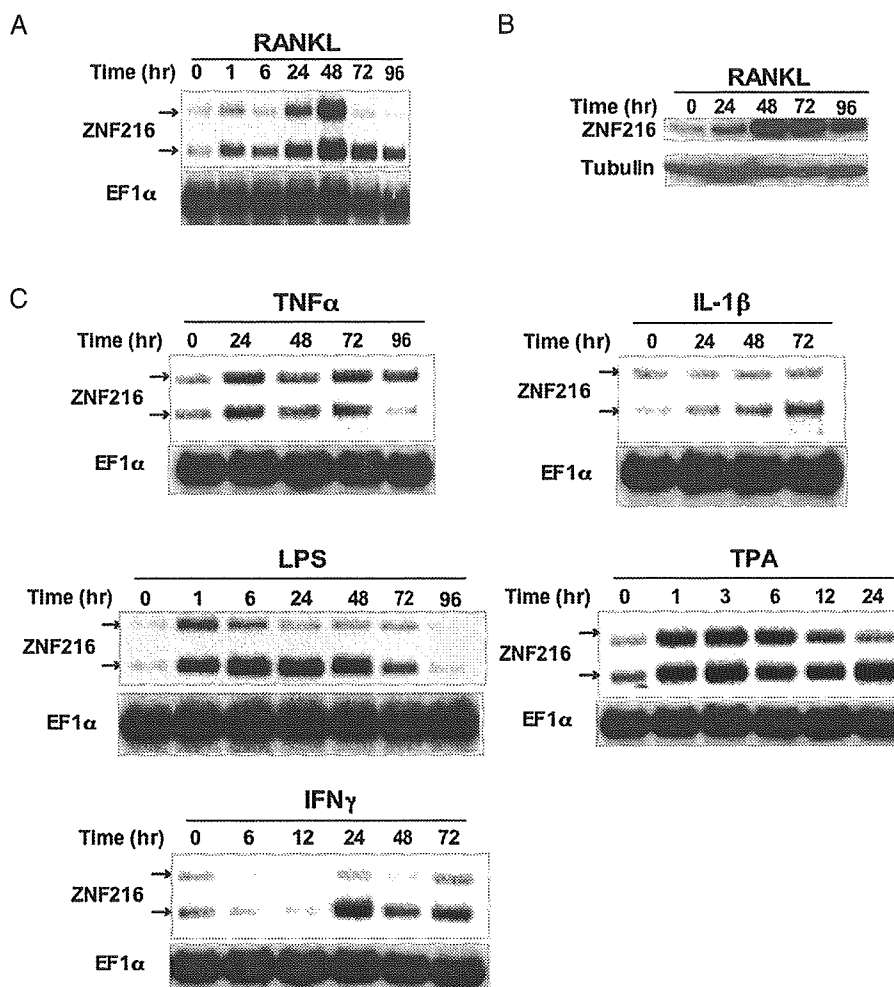 A
RANKL
Time (hr) 0 1 6 24 48 72 96
ZNF216
EF1α
B
RANKL
Time (hr) 0 24 48 72 96
ZNF216
Tubulin
C
TNFα
Time (hr) 0 24 48 72 96
ZNF216
EF1α
IL-1β
Time (hr) 0 24 48 72
ZNF216
EF1α
LPS
Time (hr) 0 1 6 24 48 72 96
ZNF216
EF1α
TPA
Time (hr) 0 1 3 6 12 24
ZNF216
EF1α
IFNγ
Time (hr) 0 6 12 24 48 72
ZNF216
EF1α